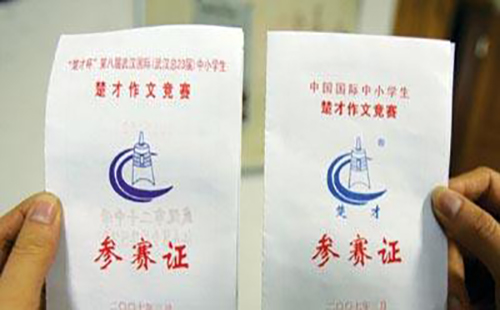 "楚才杯"第八届武汉国际(武汉总23届)中小学生
楚才作文竞赛
参赛证
中国国际中小学生
楚才作文竞赛
楚才
参赛证